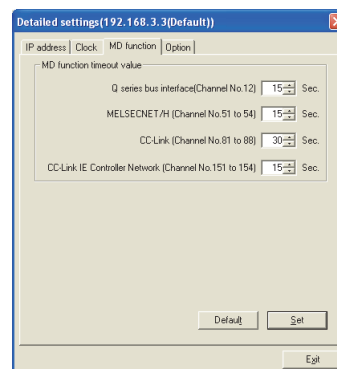 Detailed settings(192.168.3.3(Default))
IP address Clock MD function Option
MD function timeout value
Q series bus interface(Channel No.12) 15 Sec.
MELSECNET/H (Channel No.51 to 54) 15 Sec.
CC-Link (Channel No.81 to 88) 30 Sec.
CC-Link IE Controller Network (Channel No.151 to 154) 15 Sec.
Default Set
Exit